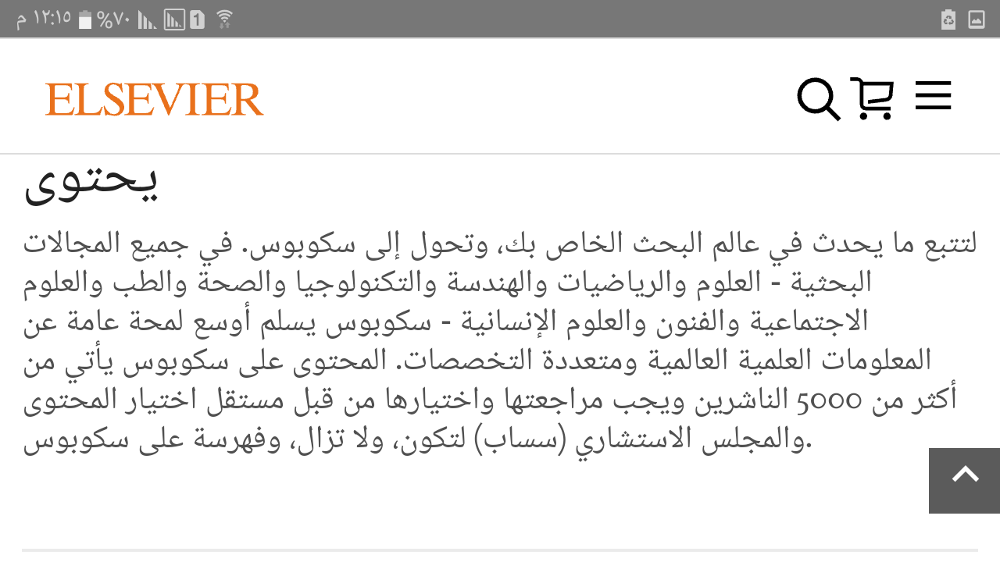 م ١٢:١٥ %٧٠ 1
ELSEVIER
يحتوى
لتتبع ما يحدث في عالم البحث الخاص بك، وتحول إلى سكوبوس. في جميع المجالات
البحثية - العلوم والرياضيات والهندسة والتكنولوجيا والصحة والطب والعلوم
الاجتماعية والفنون والعلوم الإنسانية - سكوبوس يسلم أوسع لمحة عامة عن
المعلومات العلمية العالمية ومتعددة التخصصات. المحتوى على سكوبوس يأتي من
أكثر من 5000 الناشرين ويجب مراجعتها واختيارها من قبل مستقل اختيار المحتوى
والمجلس الاستشاري (سساب) لتكون، ولا تزال، وفهرسة على سكوبوس.